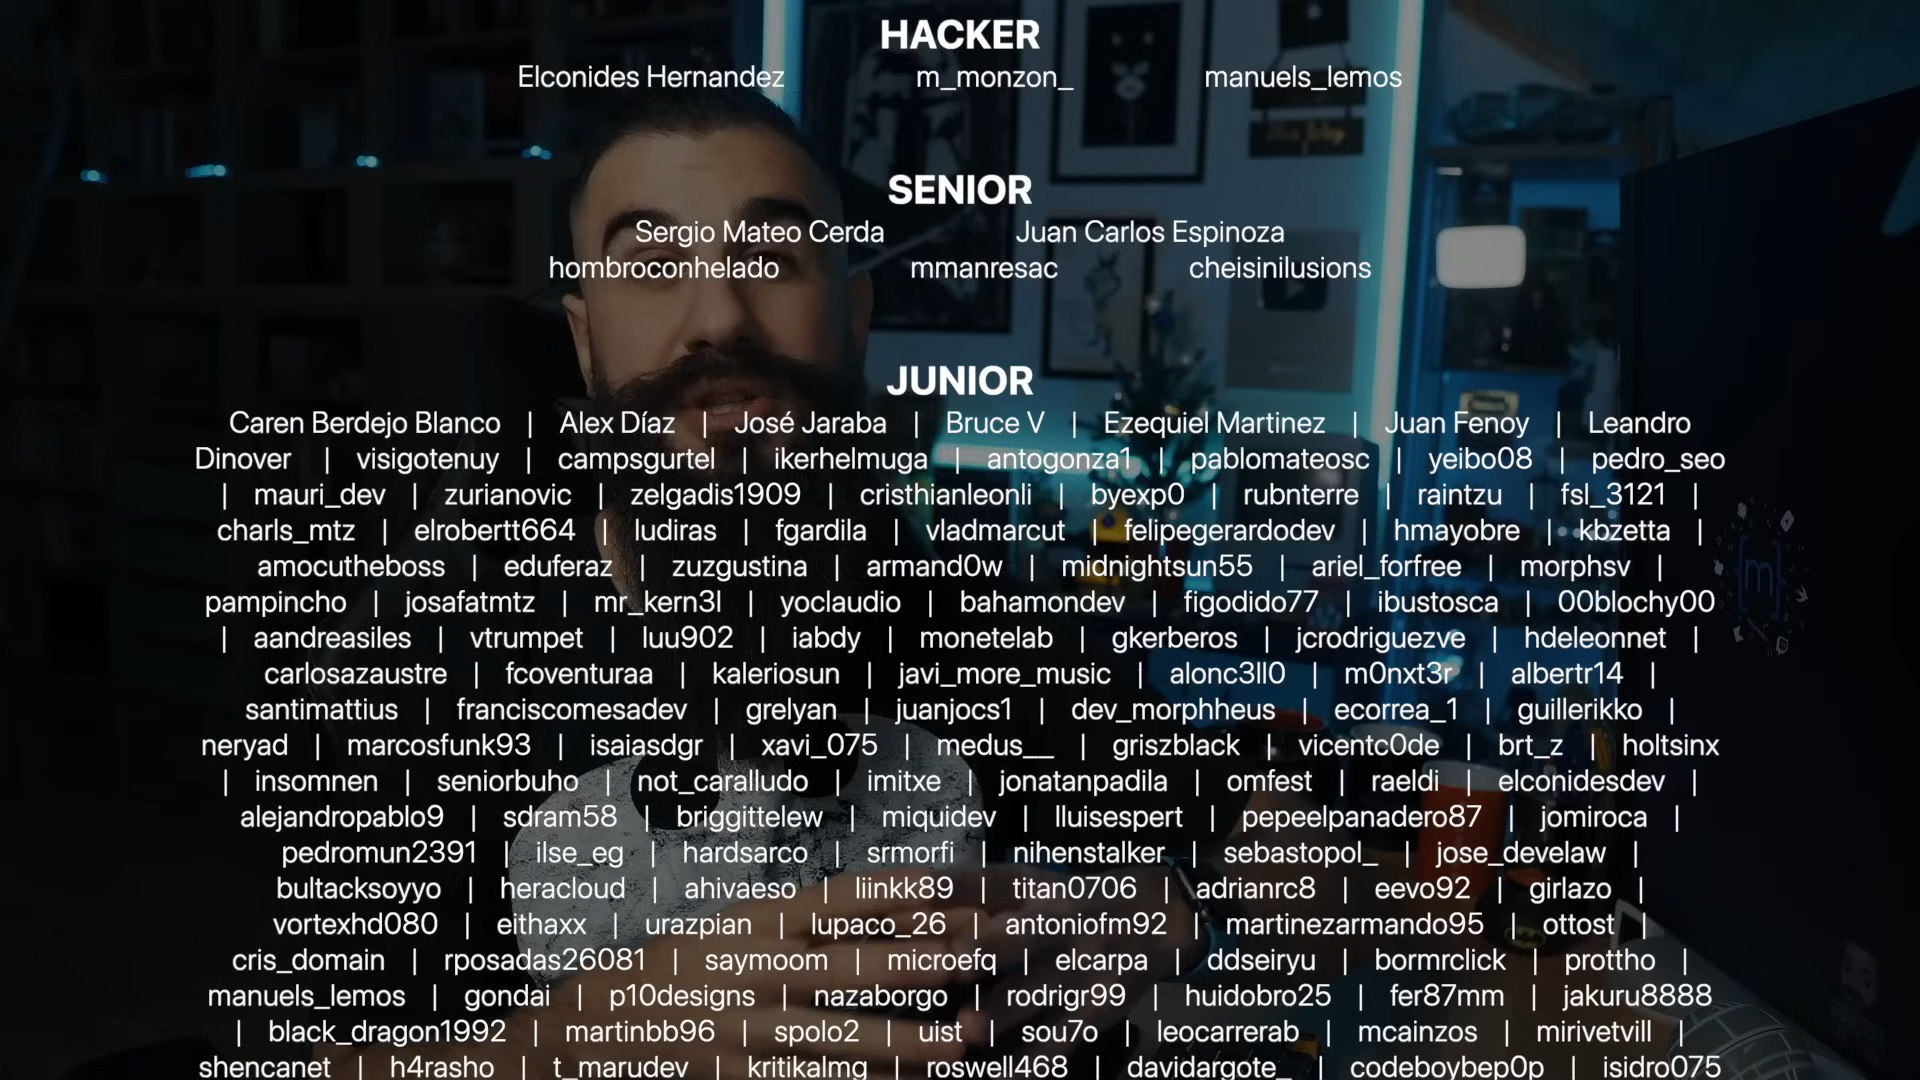 HACKER
Elconides Hernandez m_monzon_ manuels_lemos
SENIOR
Sergio Mateo Cerda Juan Carlos Espinoza
hombroconhelado mmanresac cheisinilusions
JUNIOR
Caren Berdejo Blanco | Alex Díaz | José Jaraba | Bruce V | Ezequiel Martinez | Juan Fenoy | Leandro
Dinover | visigotenuy | campsgurtel | ikerhelmuga | antogonza1 | pablomateosc | yeibo08 | pedro_seo
| mauri_dev | zurianovic | zelgadis1909 | cristhianleonli | byexp0 | rubnterre | raintzu | fsl_3121 |
charls_mtz | elrobertt664 | ludiras | fgardila | vladmarcut | felipegerardodev | hmayobre | kbzetta |
amocutheboss | eduferaz | zuzgustina | armand0w | midnightsun55 | ariel_forfree | morphsv |
pampincho | josafatmtz | mr_kern3l | yoclaudio | bahamondev | figodido77 | ibustosca | 00blochy00
| aandreasiles | vtrumpet | luu902 | iabdy | monetelab | gkerberos | jcrodriguezve | hdeleonnet |
carlosazaustre | fcoventuraa | kaleriosun | javi_more_music | alonc3ll0 | m0nxt3r | albertr14 |
santimattius | franciscomesadev | grelyan | juanjocs1 | dev_morphheus | ecorrea_1 | guillerikko |
neryad | marcosfunk93 | isaiasdgr | xavi_075 | medus__ | griszblack | vicentc0de | brt_z | holtsinx
| insomnen | seniorbuho | not_caralludo | imitxe | jonatanpadila | omfest | raeldi | elconidesdev |
alejandropablo9 | sdram58 | briggittelew | miquidev | lluisespert | pepeelpanadero87 | jomiroca |
pedromun2391 | ilse_eg | hardsarco | srmorfi | nihenstalker | sebastopol_ | jose_develaw |
bultacksoyyo | heracloud | ahivaeso | liinkk89 | titan0706 | adrianrc8 | eevo92 | girlazo |
vortexhd080 | eithaxx | urazpian | lupaco_26 | antoniofm92 | martinezarmando95 | ottost |
cris_domain | rposadas26081 | saymoom | microefq | elcarpa | ddseiryu | bormrclick | prottho |
manuels_lemos | gondai | p10designs | nazaborgo | rodrigr99 | huidobro25 | fer87mm | jakuru8888
| black_dragon1992 | martinbb96 | spolo2 | uist | sou7o | leocarrerab | mcainzos | mirivetvill |
shencanet | h4rasho | t_marudev | kritikalmg | roswell468 | davidargote_ | codeboybep0p | isidro075
{m}